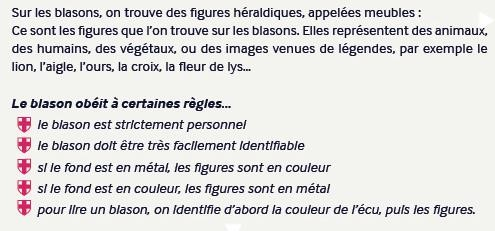 Sur les blasons, on trouve des figures héraldiques, appelées meubles :
Ce sont les figures que l'on trouve sur les blasons. Elles représentent des animaux,
des humains, des végétaux, ou des images venues de légendes, par exemple le
lion, l'aigle, l'ours, la croix, la fleur de lys...
Le blason obéit à certaines règles...
le blason est strictement personnel
le blason doit être très facilement identifiable
si le fond est en métal, les figures sont en couleur
si le fond est en couleur, les figures sont en métal
pour lire un blason, on identifie d'abord la couleur de l'écu, puis les figures.